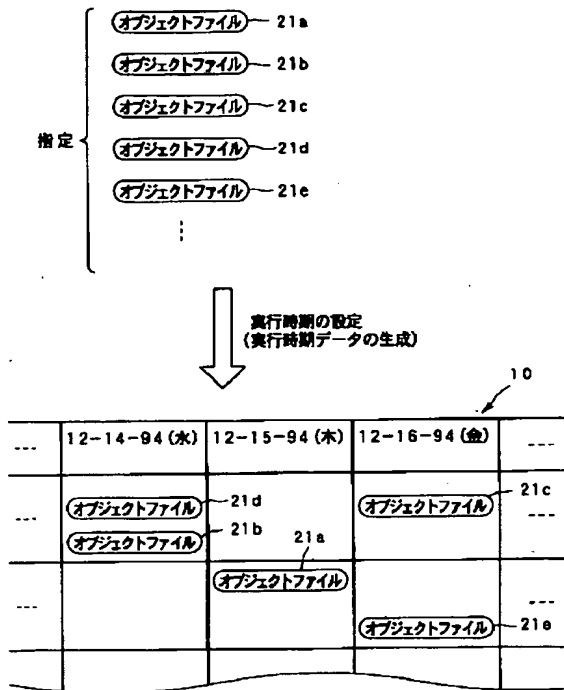 オブジェクトファイル 21a
オブジェクトファイル 21b
オブジェクトファイル 21c
指定
オブジェクトファイル 21d
オブジェクトファイル 21e
実行時期の設定
(実行時期データの生成)
10
--- 12-14-94(水) 12-15-94(木) 12-16-94(金) ---
オブジェクトファイル 21d
オブジェクトファイル 21c
--- ---
オブジェクトファイル 21b
21a
オブジェクトファイル
--- ---
オブジェクトファイル 21e